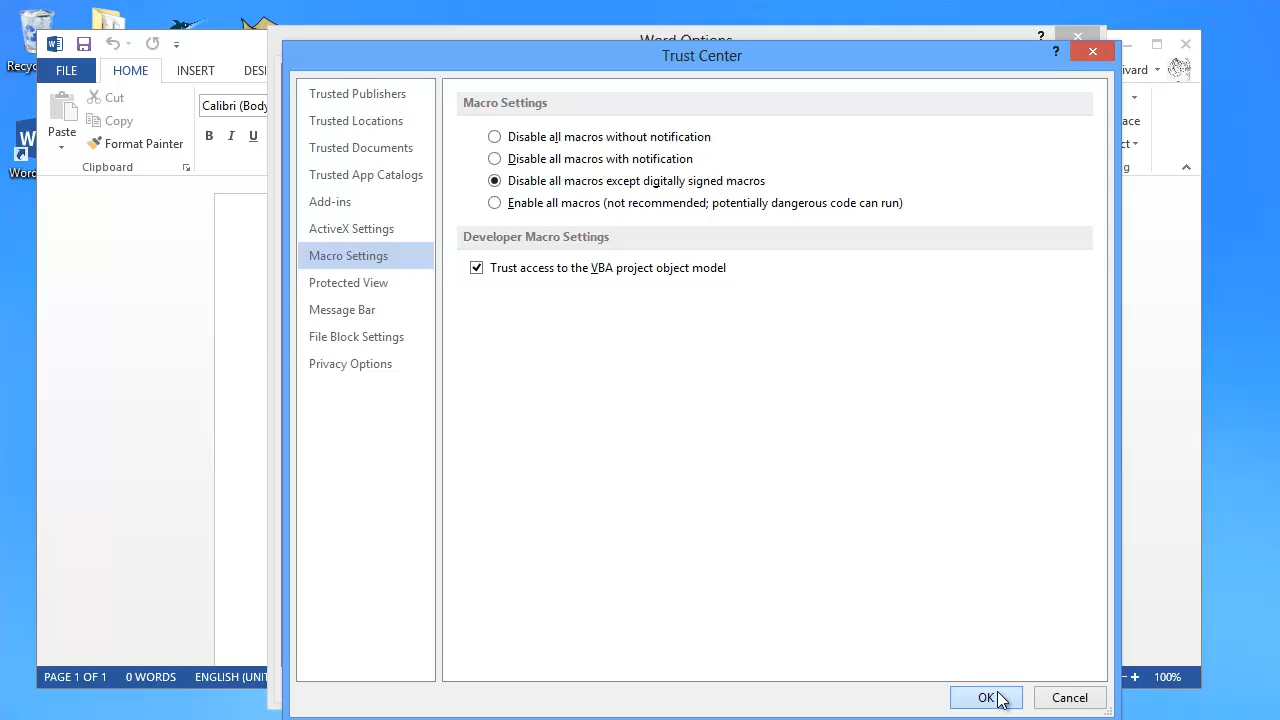 Word Options
?
Trust Center
?
FILE
HOME
INSERT
Cut
Copy
Paste
Format Painter
Clipboard
Calibri (Body
B I U
Trusted Publishers
Trusted Locations
Trusted Documents
Trusted App Catalogs
Add-ins
ActiveX Settings
Macro Settings
Protected View
Message Bar
File Block Settings
Privacy Options
Macro Settings
Disable all macros without notification
Disable all macros with notification
Disable all macros except digitally signed macros
Enable all macros (not recommended; potentially dangerous code can run)
Developer Macro Settings
Trust access to the VBA project object model
OK
Cancel
PAGE 1 OF 1
0 WORDS
100%